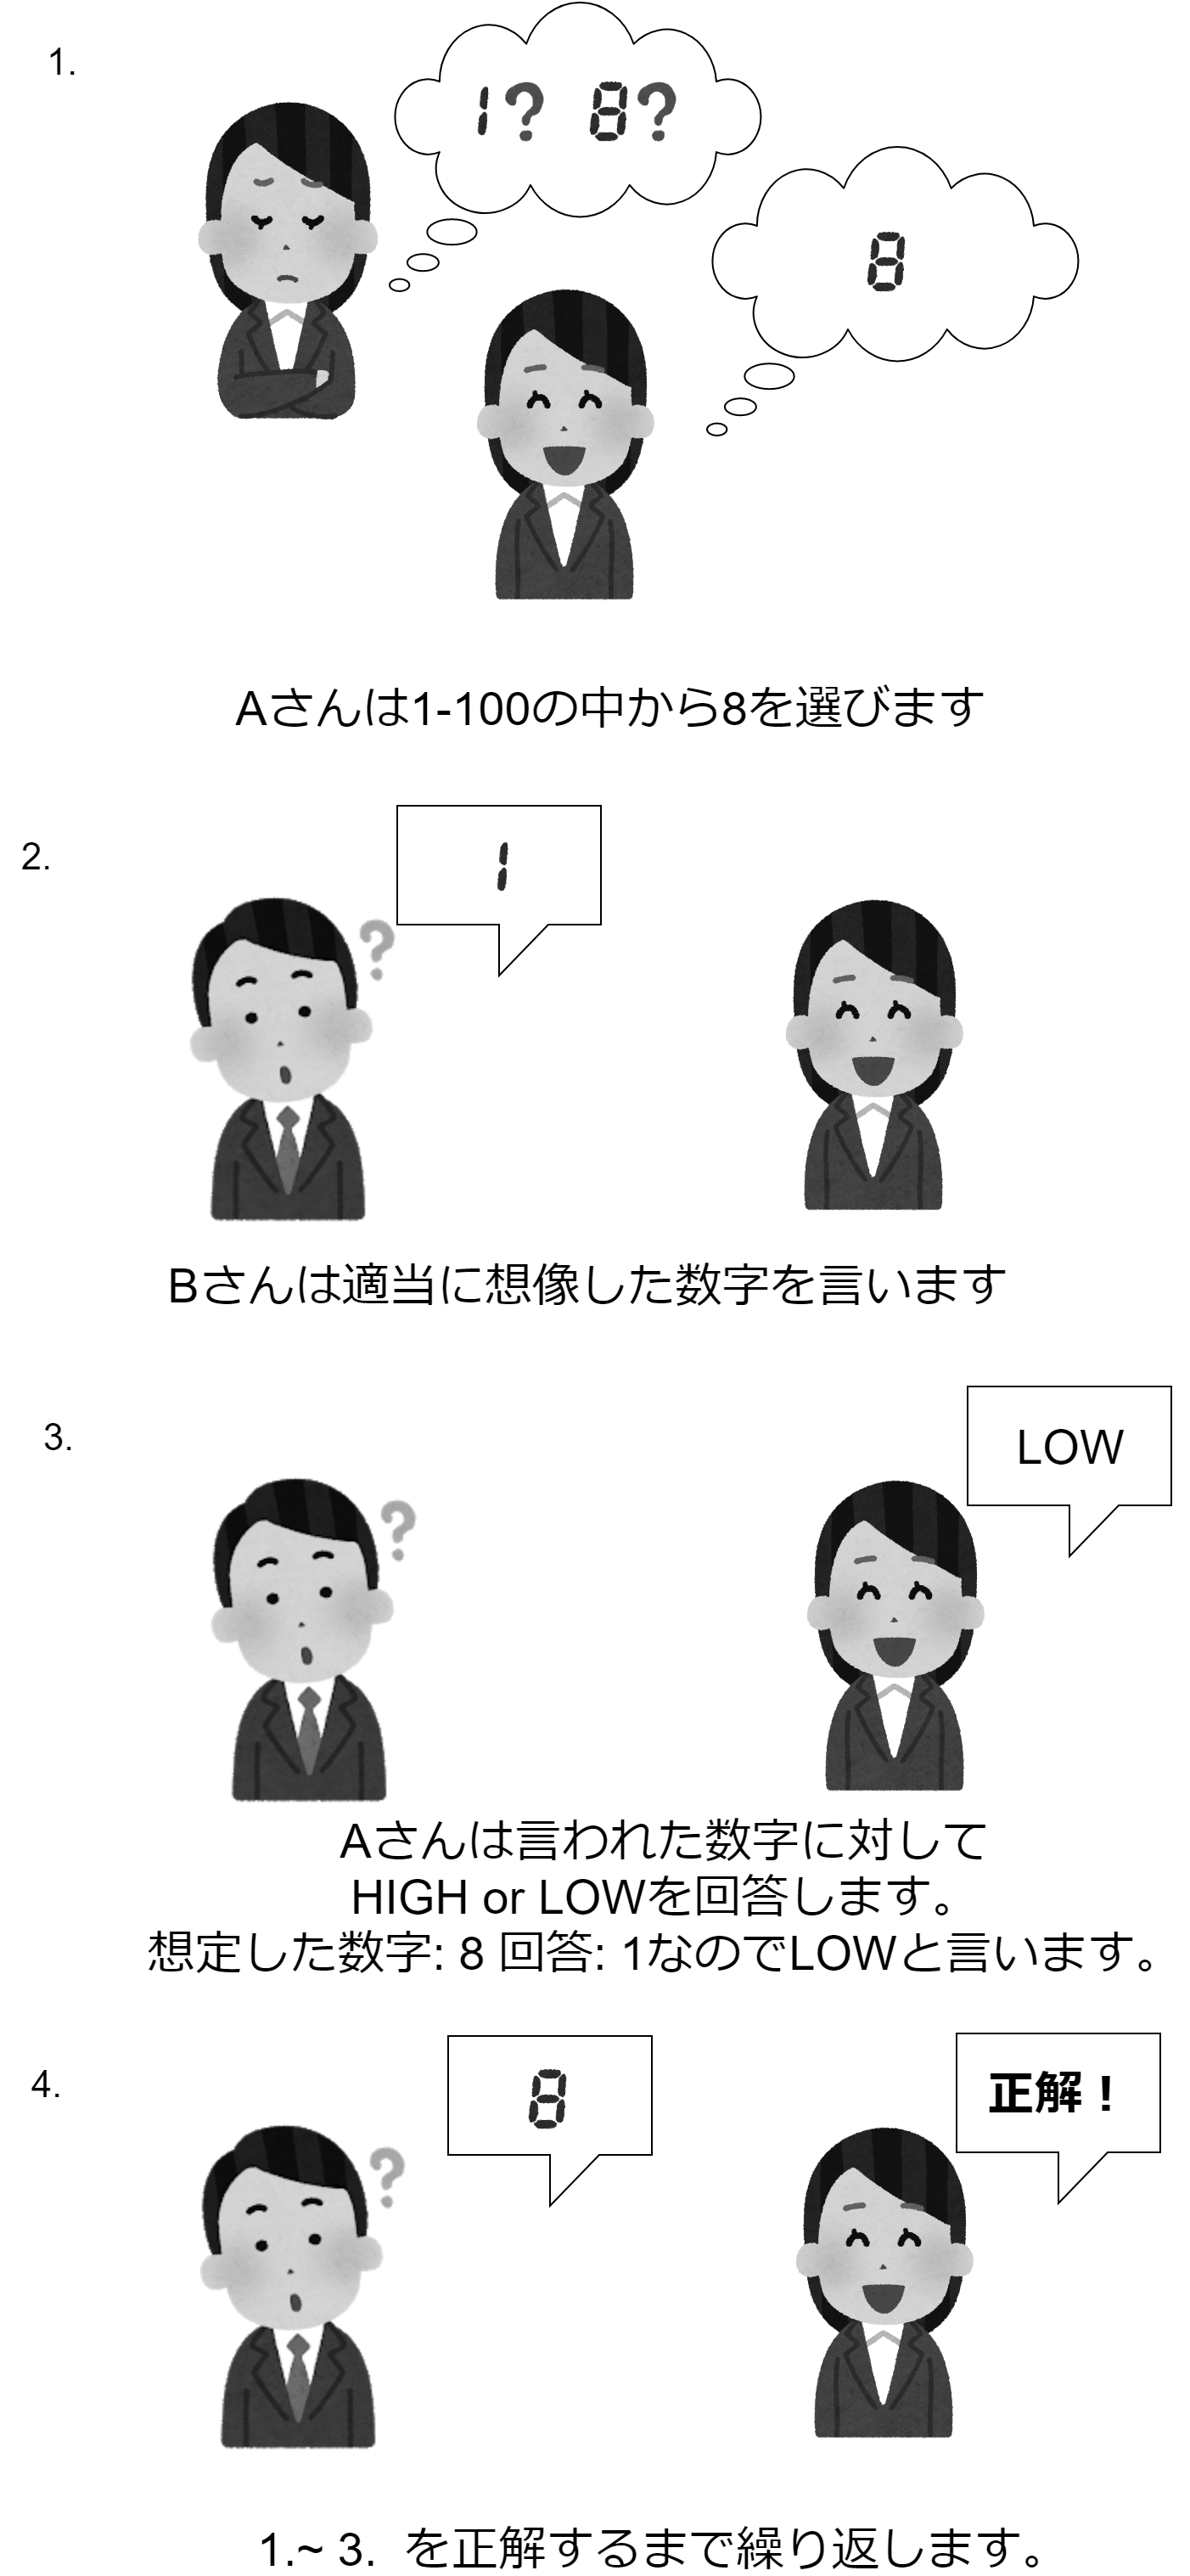 1.
1? 8?
8
Aさんは1-100の中から8を選びます
2.
1
?
Bさんは適当に想像した数字を言います
3.
?
LOW
Aさんは言われた数字に対して
HIGH or LOWを回答します。
想定した数字: 8 回答: 1なのでLOWと言います。
4.
?
8
正解！
1.~ 3. を正解するまで繰り返します。